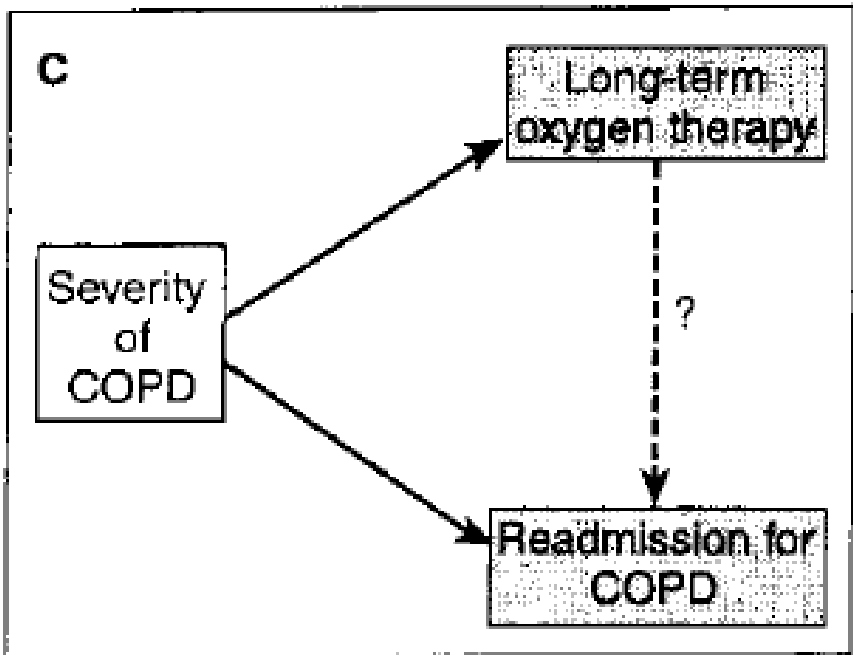 C
Long-term
oxygen therapy
Severity
of
COPD
?
Readmission for
COPD